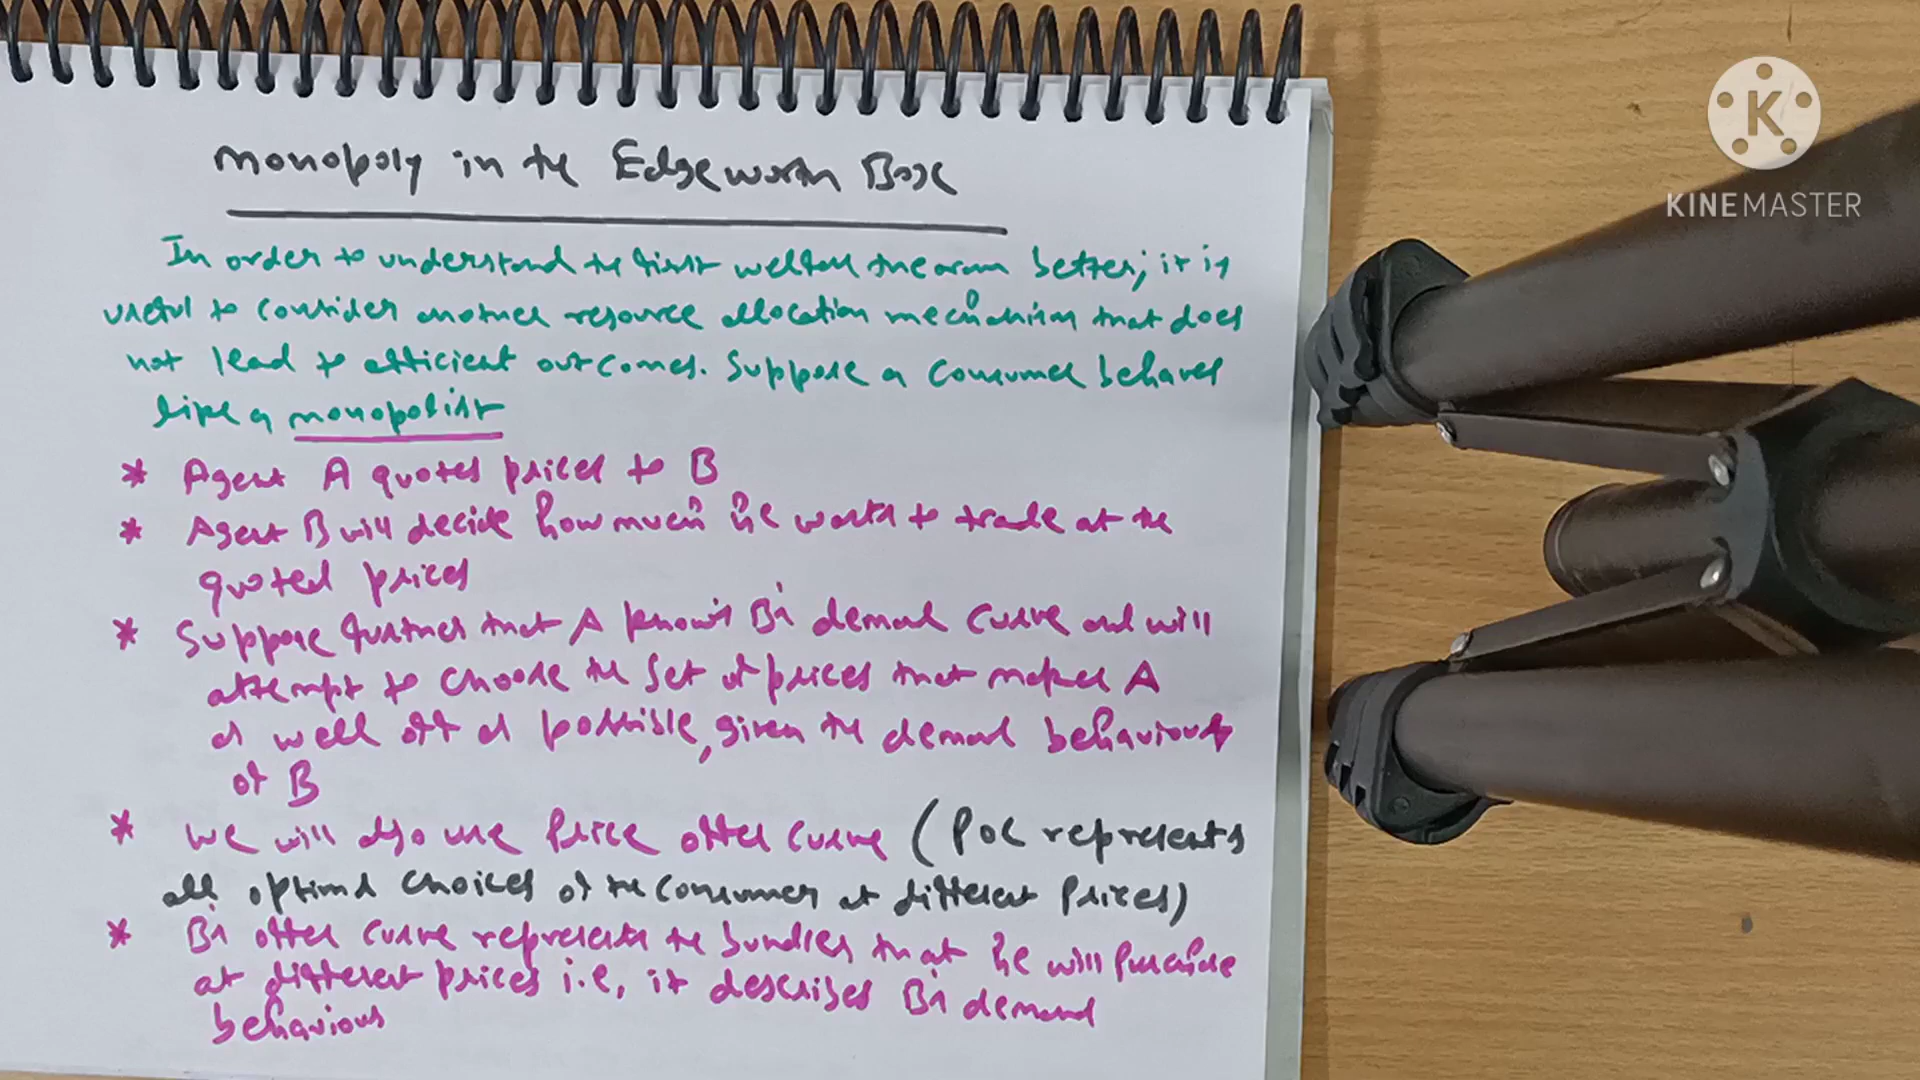 monopoly in the Edgeworth Box
In order to understand the first welfare theorem better, it is
useful to consider another resource allocation mechanism that does
not lead to efficient outcomes. Suppose a consumer behaves
like a monopolist
* Agent A quotes prices to B
* Agent B will decide how much he wants to trade at the
quoted prices
* Suppose further that A knows B's demand curve and will
attempt to choose the set of prices that makes A
as well off as possible, given the demand behaviour
of B
* We will also use Price offer curve (POC represents
all optimal choices of the consumer at different Prices)
* B's offer curve represents the bundles that he will purchase
at different prices i.e, it describes B's demand
behaviour
K
KINEMASTER